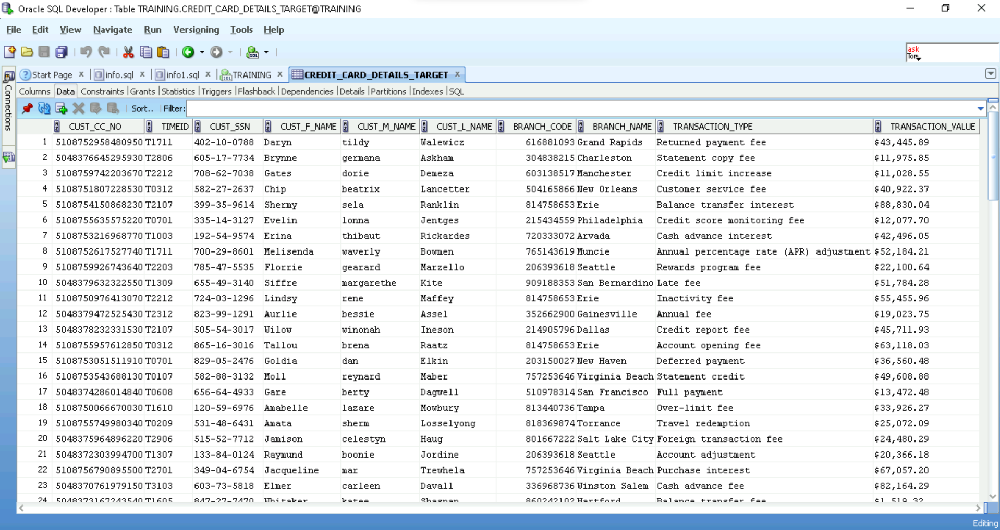 Oracle SQL Developer : Table TRAINING.CREDIT_CARD_DETAILS_TARGET@TRAINING
File Edit View Navigate Run Versioning Tools Help
ask
Tom
Start Page info.sql info1.sql TRAINING CREDIT_CARD_DETAILS_TARGET
Connections
Columns Data Constraints Grants Statistics Triggers Flashback Dependencies Details Partitions Indexes SQL
Sort.. Filter:
CUST_CC_NO TIMEID CUST_SSN CUST_F_NAME CUST_M_NAME CUST_L_NAME BRANCH_CODE BRANCH_NAME TRANSACTION_TYPE TRANSACTION_VALUE
1 5108752958480950 T1711 402-10-0788 Daryn tildy Walewicz 616881093 Grand Rapids Returned payment fee $43,445.89
2 5048376645295930 T2806 605-17-7734 Brynne germana Askham 304838215 Charleston Statement copy fee $11,975.85
3 5108759742203670 T2212 708-62-7038 Gates dorie Demeza 603138517 Manchester Credit limit increase $11,028.55
4 5108751807228530 T0312 582-27-2637 Chip beatrix Lancetter 504165866 New Orleans Customer service fee $40,922.37
5 5108754150868230 T2107 399-35-9614 Shermy sela Ranklin 814758653 Erie Balance transfer interest $88,830.04
6 5108755635575220 T0701 335-14-3127 Evelin lonna Jentges 215434559 Philadelphia Credit score monitoring fee $12,077.70
7 5108753216968770 T1003 192-54-9574 Erina thibaut Rickardes 720333072 Arvada Cash advance interest $42,496.05
8 5108752617527740 T1711 700-29-8601 Melisenda waverly Bowmen 765143619 Muncie Annual percentage rate (APR) adjustment $52,184.21
9 5108759926743640 T2203 785-47-5535 Florrie gearard Marzello 206393618 Seattle Rewards program fee $22,100.64
10 5048379632322550 T1309 655-49-3140 Siffre margarethe Kite 909188353 San Bernardino Late fee $51,784.28
11 5108750976413070 T2212 724-03-1296 Lindsy rene Maffey 814758653 Erie Inactivity fee $55,455.96
12 5048379472525430 T2312 823-99-1291 Aurlie bessie Assel 352662900 Gainesville Annual fee $19,023.75
13 5048378232331530 T2107 505-54-3017 Wilow winonah Ineson 214905796 Dallas Credit report fee $45,711.93
14 5108755957612850 T0312 865-16-3016 Tallou brena Raatz 814758653 Erie Account opening fee $63,118.03
15 5108753051511910 T0701 829-05-2476 Goldia dan Elkin 203150027 New Haven Deferred payment $36,560.48
16 5108753543688130 T0107 582-88-3132 Moll reynard Maber 757253646 Virginia Beach Statement credit $49,608.88
17 5048374286014840 T0608 656-64-4933 Gare berty Dagwell 510978314 San Francisco Full payment $13,472.48
18 5108750066670030 T1610 120-59-6976 Amabelle lazare Mowbury 813440736 Tampa Over-limit fee $33,926.27
19 5108755749980340 T0209 531-48-6431 Amata sherm Losselyong 818369874 Torrance Travel redemption $25,072.09
20 5048375964896220 T2906 515-52-7712 Jamison celestyn Haug 801667222 Salt Lake City Foreign transaction fee $24,480.29
21 5048372303994700 T1307 133-84-0124 Raymund boonie Jordine 206393618 Seattle Account adjustment $20,366.18
22 5108756790895500 T2701 349-04-6754 Jacqueline mar Trewhela 757253646 Virginia Beach Purchase interest $67,057.20
23 5048370761979150 T3103 603-73-5818 Elmer carleen Davall 336968736 Winston Salem Cash advance fee $82,164.29
24 5048373167243540 T1605 847-27-7470 Whitaker katee 860242102 Hartford Balance transfer fee $1,519.32
Editing